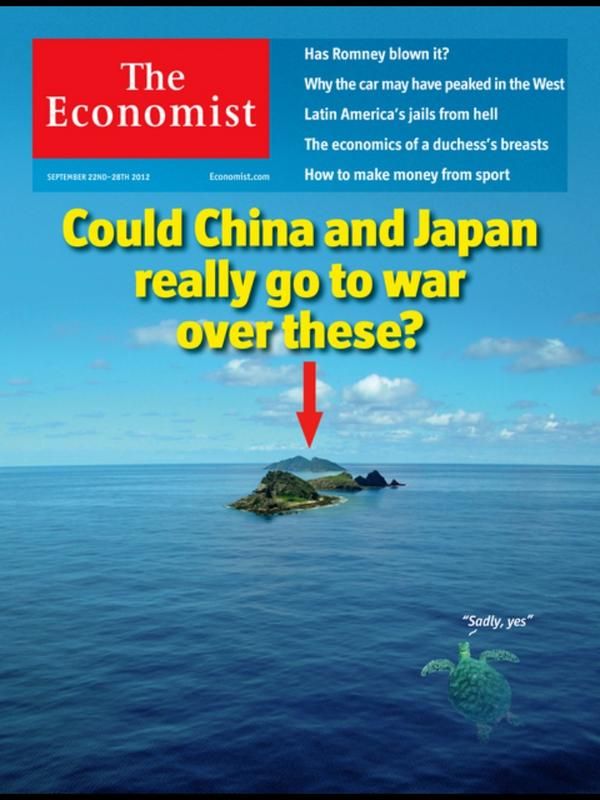 The
Economist
SEPTEMBER 22ND–28TH 2012
Economist.com
Has Romney blown it?
Why the car may have peaked in the West
Latin America's jails from hell
The economics of a duchess's breasts
How to make money from sport
Could China and Japan
really go to war
over these?
“Sadly, yes”